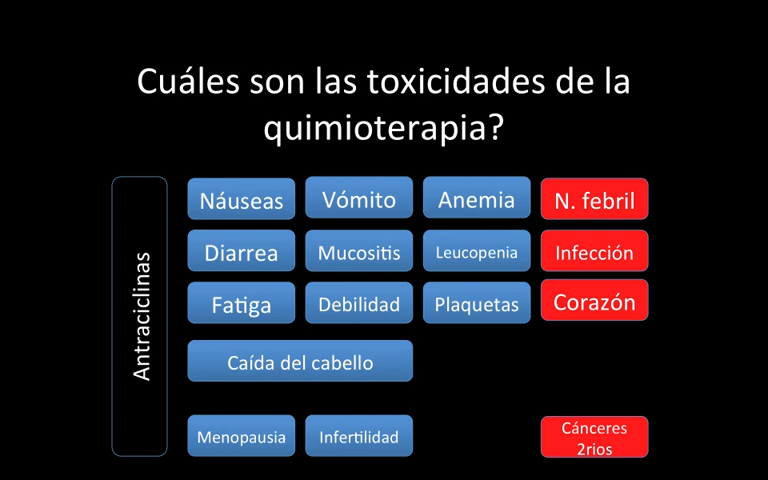 Cuáles son las toxicidades de la
quimioterapia?
Antraciclinas
Náuseas
Vómito
Anemia
N. febril
Diarrea
Mucositis
Leucopenia
Infección
Fatiga
Debilidad
Plaquetas
Corazón
Caída del cabello
Menopausia
Infertilidad
Cánceres
2rios